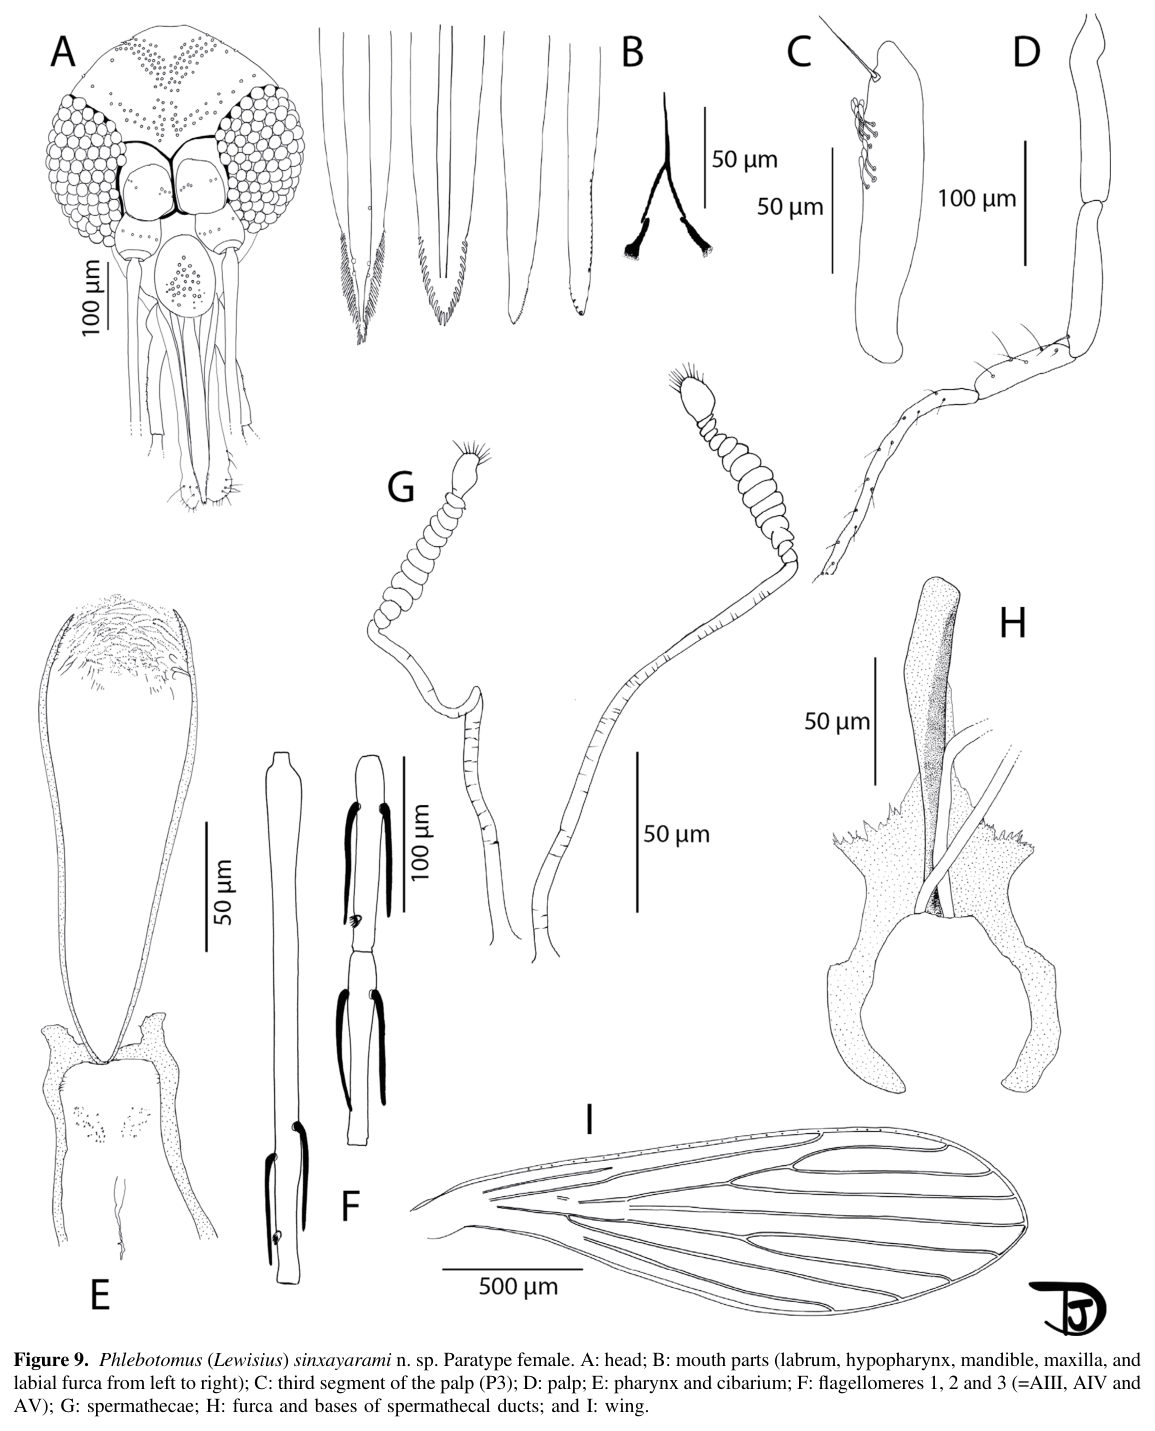 A
B
C
D
50 μm
50 μm
100 μm
100 μm
G
H
50 μm
100 μm
50 μm
50 μm
I
F
500 μm
E
Figure 9. Phlebotomus (Lewisius) sinxayarami n. sp. Paratype female. A: head; B: mouth parts (labrum, hypopharynx, mandible, maxilla, and
labial furca from left to right); C: third segment of the palp (P3); D: palp; E: pharynx and cibarium; F: flagellomeres 1, 2 and 3 (=AIII, AIV and
AV); G: spermathecae; H: furca and bases of spermathecal ducts; and I: wing.